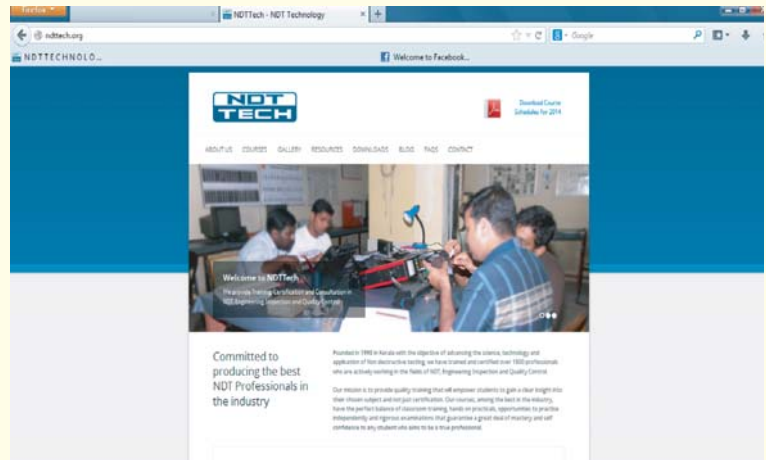 Firefox
NDTTech - NDT Technology
ndttech.org
Google
NDTTECHNOLO...
Welcome to Facebook...
NDT
TECH
Download Course
Schedules for 2014
ABOUT US COURSES GALLERY RESOURCES DOWNLOADS BLOG FAQS CONTACT
Welcome to NDTTech
We provide Training Certification and Consultation in
NDT Engineering Inspection and Quality Control
Committed to
producing the best
NDT Professionals in
the industry
Founded in 1998 in Kerala with the objective of advancing the science, technology and
application of Non destructive testing, we have trained and certified over 1800 professionals
who are actively working in the fields of NDT, Engineering Inspection and Quality Control.
Our mission is to provide quality training that will empower students to gain a clear insight into
their chosen subject and not just certification. Our courses, among the best in the industry,
have the perfect balance of classroom training, hands on practicals, opportunities to practise
independently and rigorous examinations that guarantee a great deal of mastery and self
confidence to any student who aims to be a true professional.